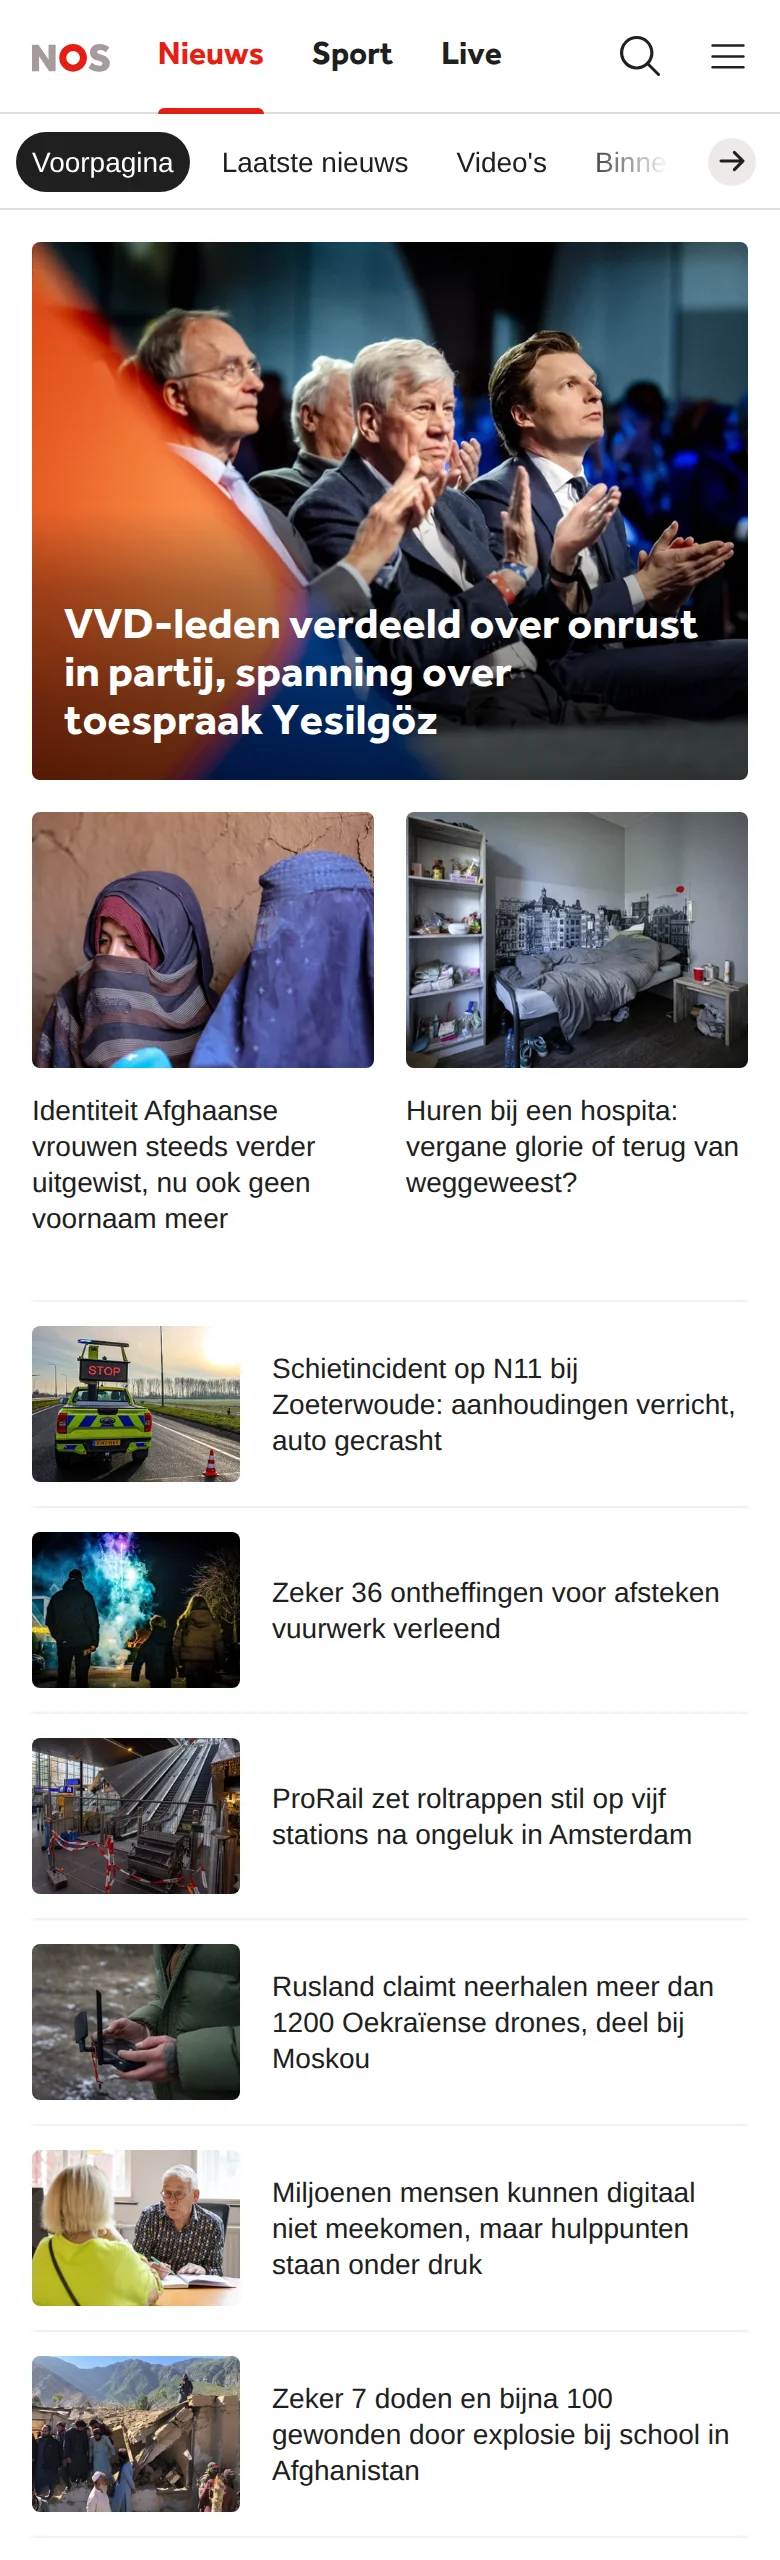 NOS Nieuws Sport Live
Voorpagina Laatste nieuws Video's Binne
VVD-leden verdeeld over onrust
in partij, spanning over
toespraak Yesilgöz
Identiteit Afghaanse
vrouwen steeds verder
uitgewist, nu ook geen
voornaam meer
Huren bij een hospita:
vergane glorie of terug van
weggeweest?
STOP
Schietincident op N11 bij
Zoeterwoude: aanhoudingen verricht,
auto gecrasht
Zeker 36 ontheffingen voor afsteken
vuurwerk verleend
ProRail zet roltrappen stil op vijf
stations na ongeluk in Amsterdam
Rusland claimt neerhalen meer dan
1200 Oekraïense drones, deel bij
Moskou
Miljoenen mensen kunnen digitaal
niet meekomen, maar hulppunten
staan onder druk
Zeker 7 doden en bijna 100
gewonden door explosie bij school in
Afghanistan